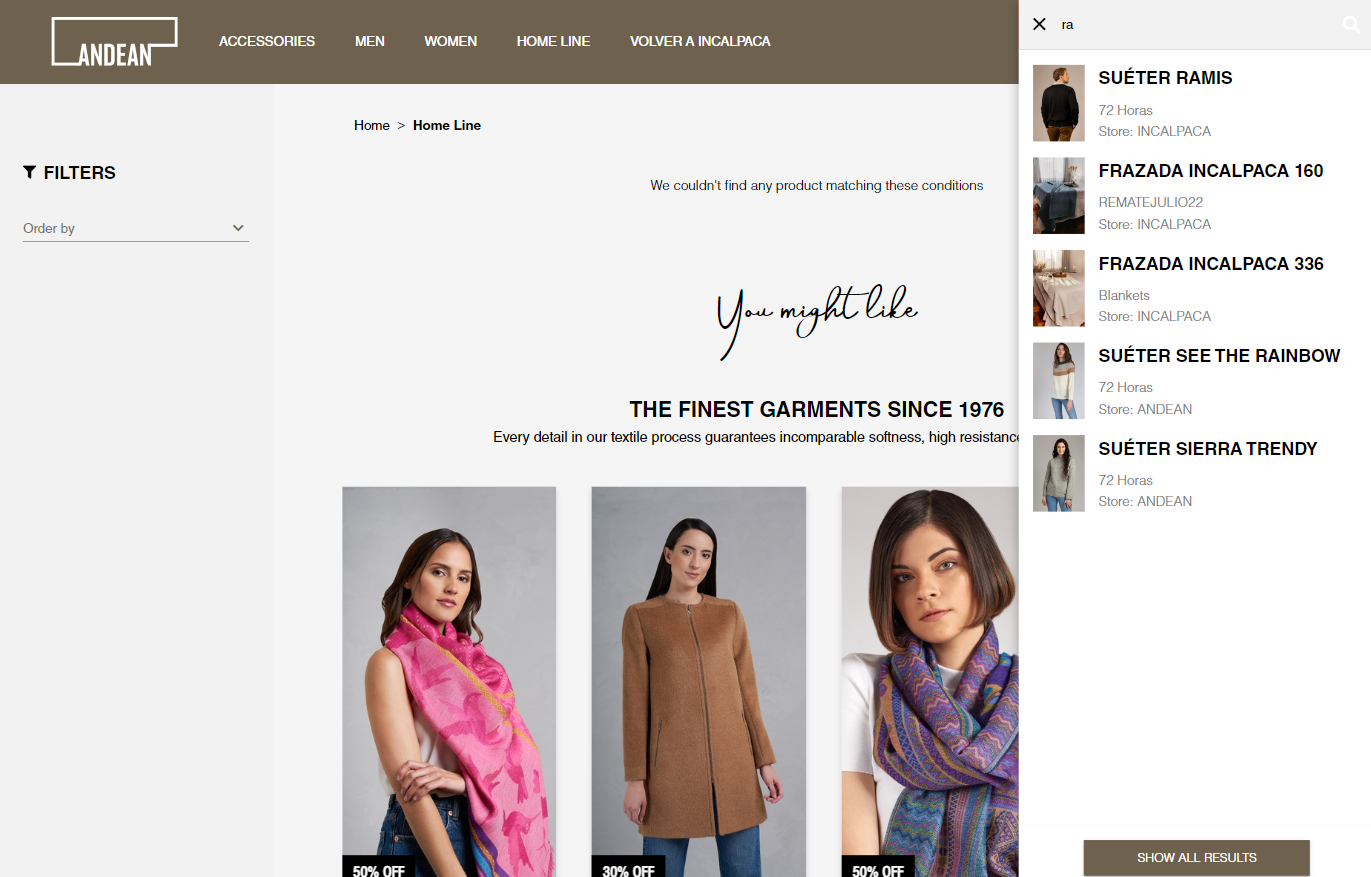 ANDEAN
ACCESSORIES
MEN
WOMEN
HOME LINE
VOLVER A INCALPACA
Home > Home Line
FILTERS
Order by
We couldn't find any product matching these conditions
You might like
THE FINEST GARMENTS SINCE 1976
Every detail in our textile process guarantees incomparable softness, high resistance
50% OFF
30% OFF
50% OFF
ra
SUÉTER RAMIS
72 Horas
Store: INCALPACA
FRAZADA INCALPACA 160
REMATEJULIO22
Store: INCALPACA
FRAZADA INCALPACA 336
Blankets
Store: INCALPACA
SUÉTER SEE THE RAINBOW
72 Horas
Store: ANDEAN
SUÉTER SIERRA TRENDY
72 Horas
Store: ANDEAN
SHOW ALL RESULTS